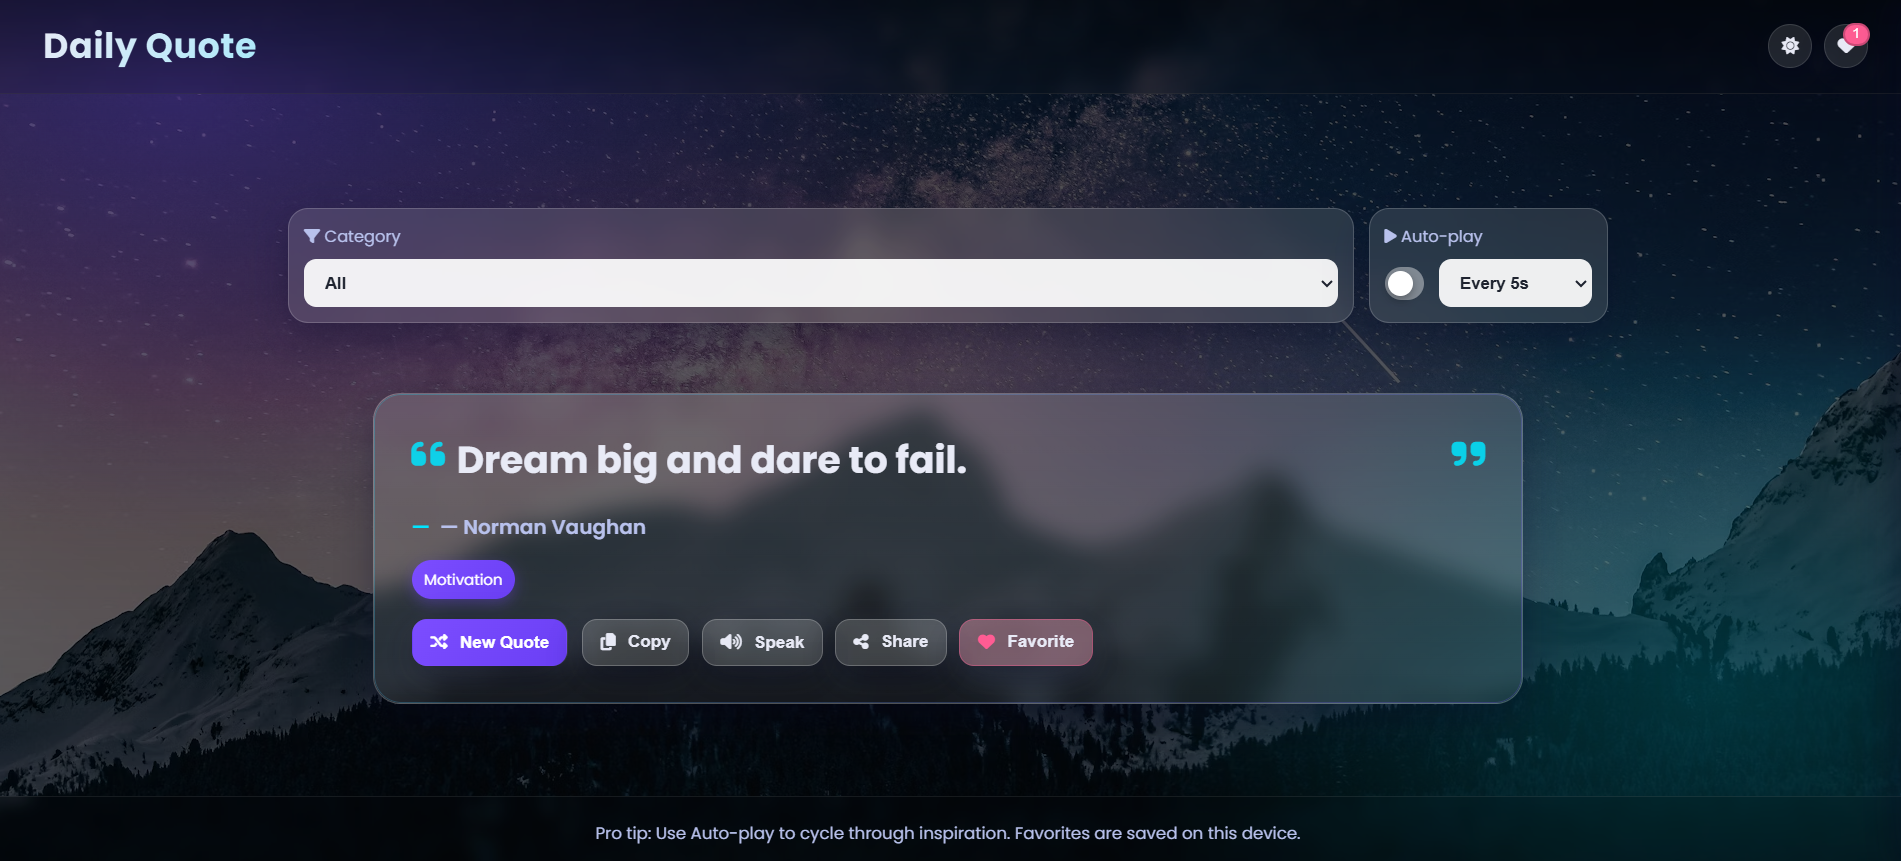 Daily Quote
1
Category
Auto-play
All
Every 5s
Dream big and dare to fail.
— — Norman Vaughan
Motivation
New Quote
Copy
Speak
Share
Favorite
Pro tip: Use Auto-play to cycle through inspiration. Favorites are saved on this device.